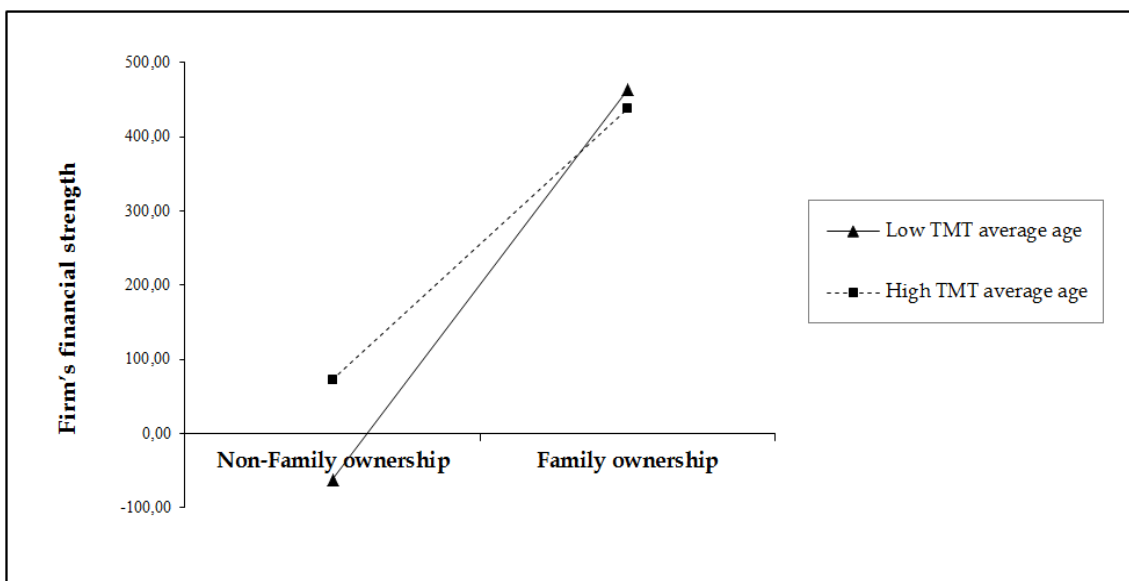 500,00
400,00
300,00
200,00
100,00
0,00
-100,00
Firm's financial strength
Non-Family ownership
Family ownership
Low TMT average age
High TMT average age